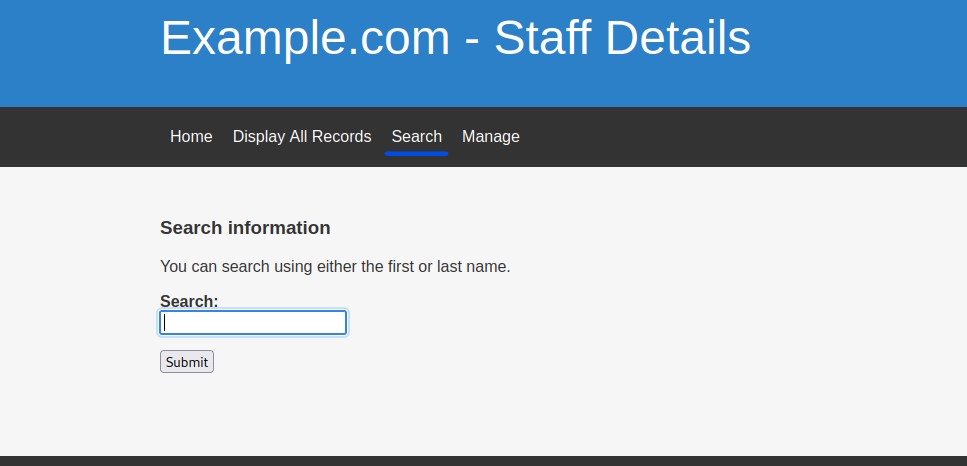 Example.com - Staff Details
Home Display All Records Search Manage
Search information
You can search using either the first or last name.
Search:
Submit